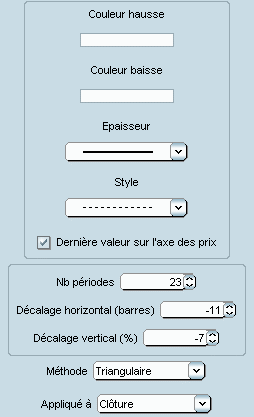 Couleur hausse
Couleur baisse
Epaisseur
Style
Dernière valeur sur l'axe des prix
Nb périodes 23
Décalage horizontal (barres) -11
Décalage vertical (%) -7
Méthode Triangulaire
Appliqué à Clôture